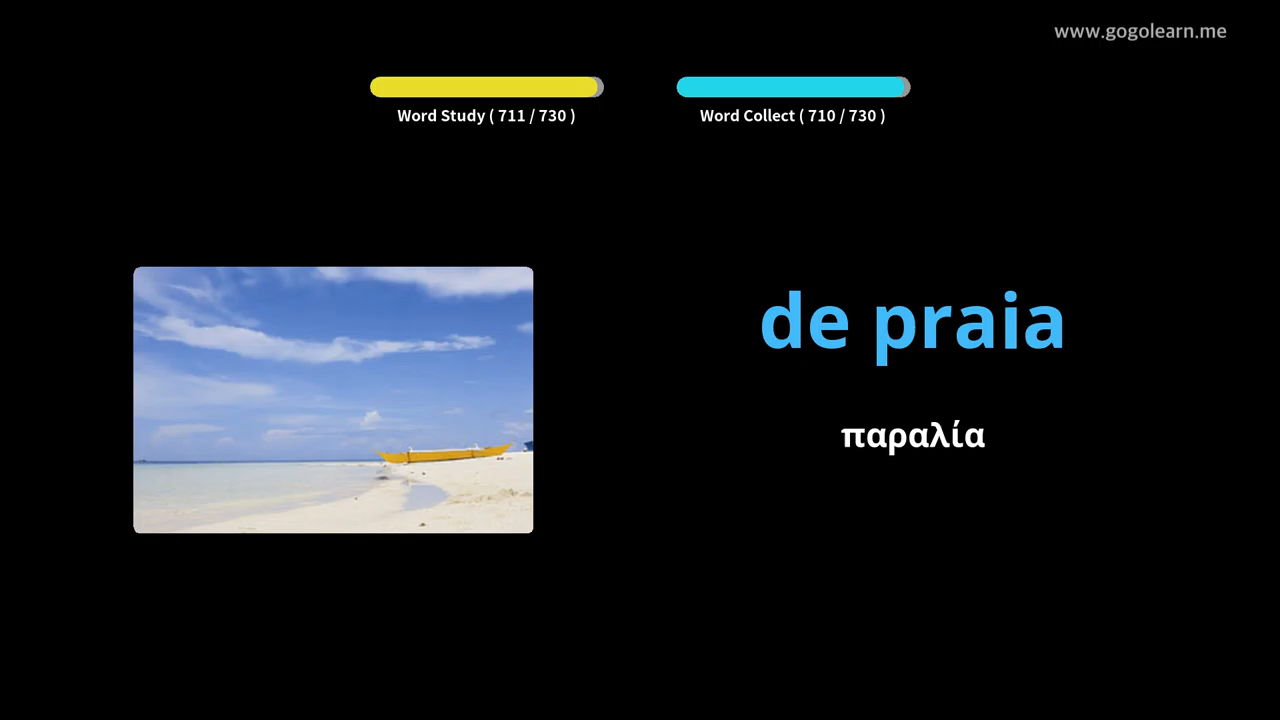 www.gogolearn.me
Word Study ( 711 / 730 )
Word Collect ( 710 / 730 )
de praia
παραλία